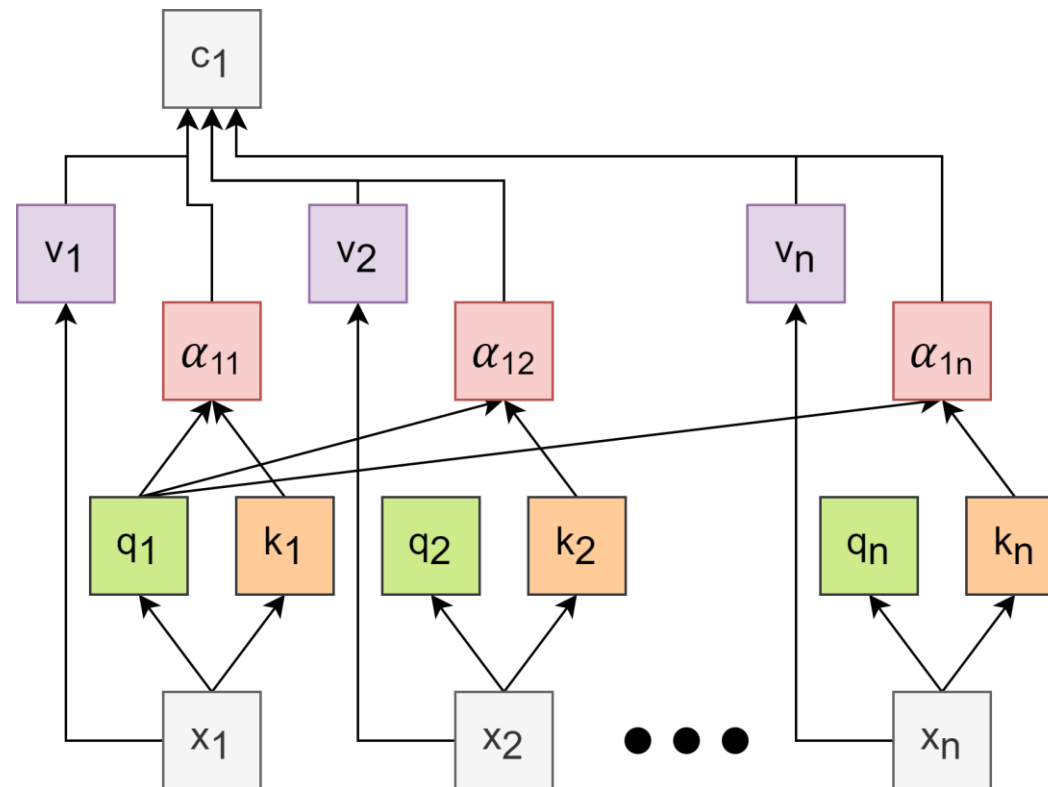 c1
v1 v2 vn
α11 α12 α1n
q1 k1 q2 k2 qn kn
x1 x2 xn